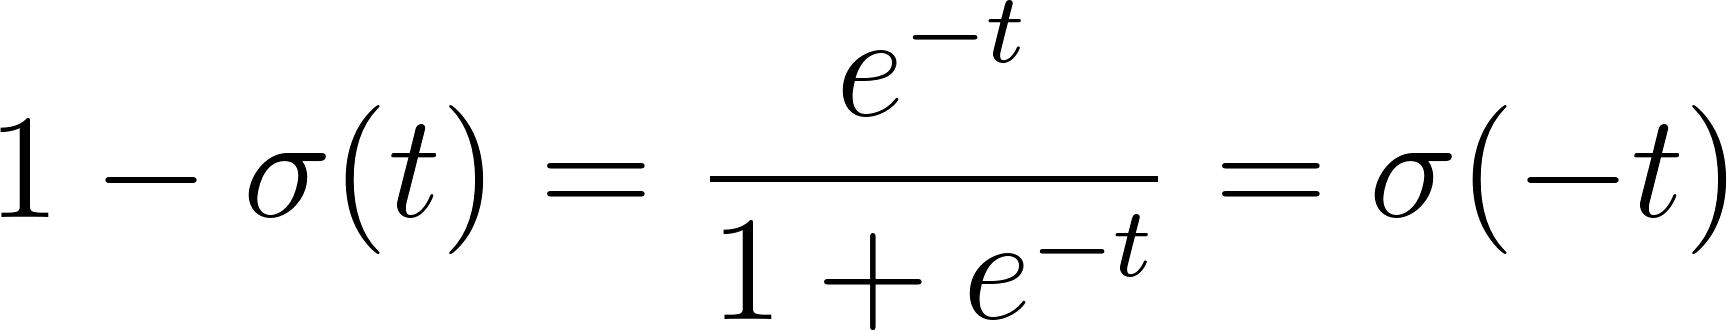 1 − σ(t) = e^{−t} / (1 + e^{−t}) = σ(−t)